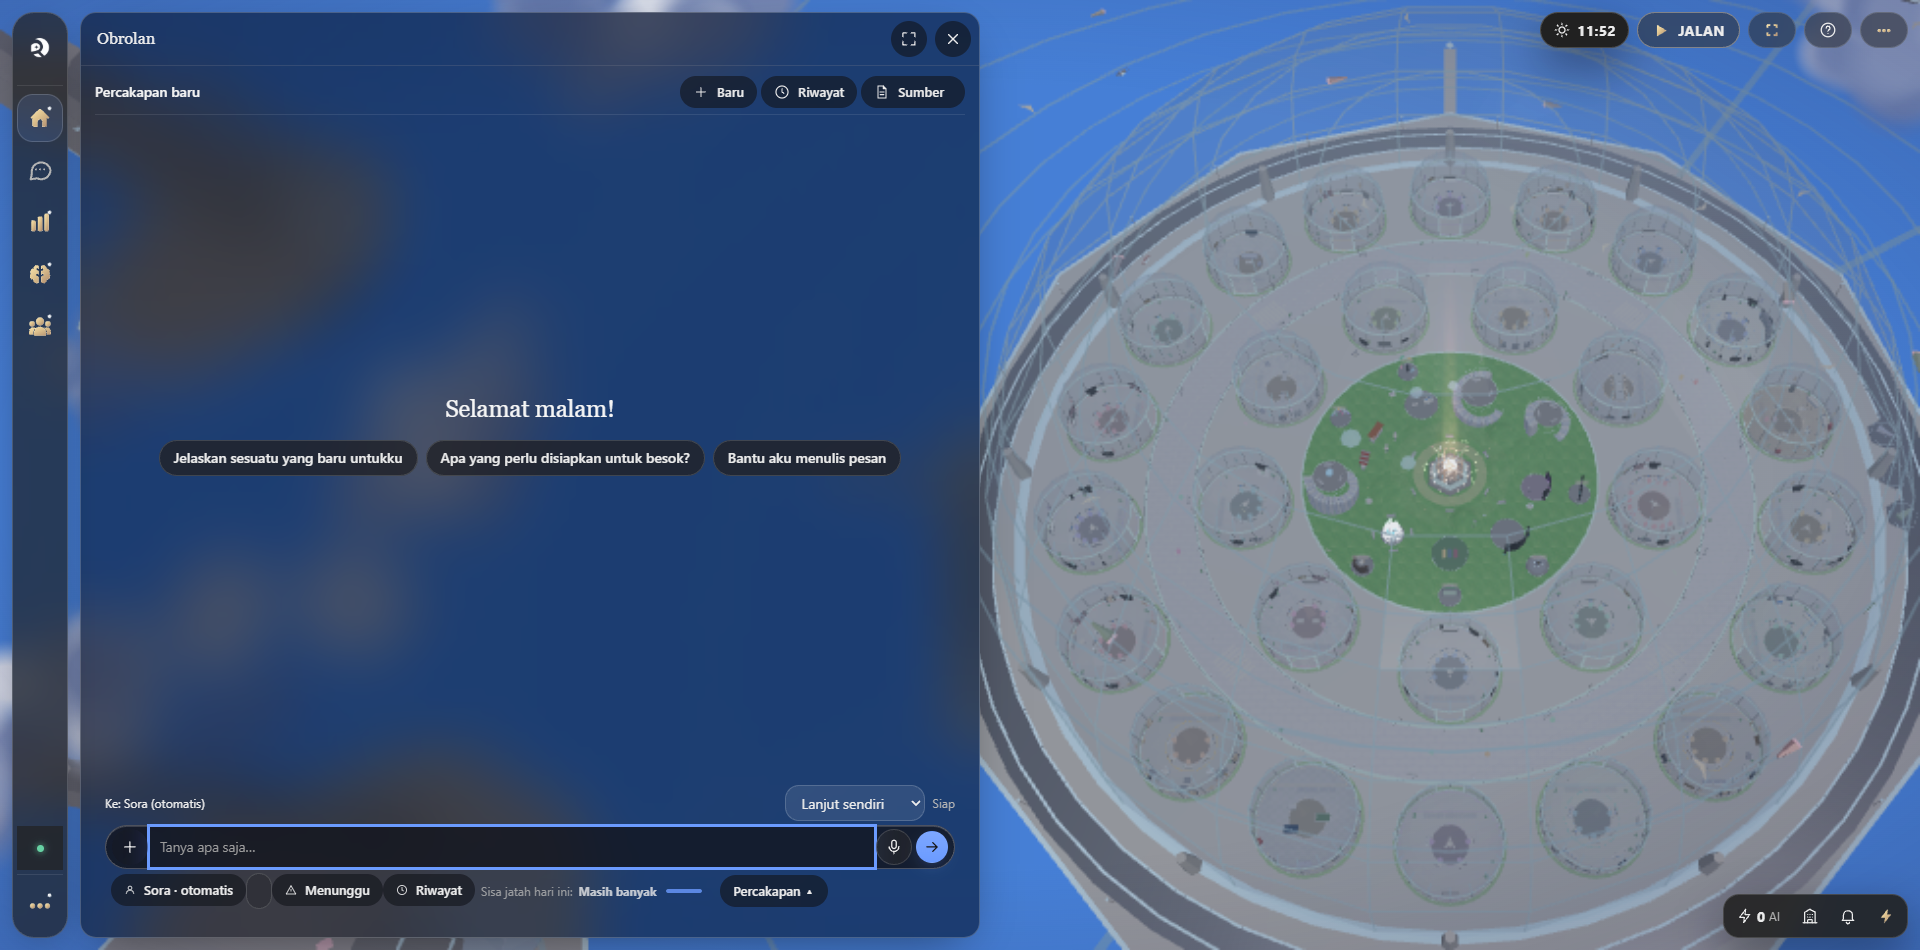 Obrolan
11:52
JALAN
Percakapan baru
Baru
Riwayat
Sumber
Selamat malam!
Jelaskan sesuatu yang baru untukku
Apa yang perlu disiapkan untuk besok?
Bantu aku menulis pesan
Ke: Sora (otomatis)
Lanjut sendiri
Siap
Tanya apa saja...
Sora · otomatis
Menunggu
Riwayat
Sisa jatah hari ini: Masih banyak
Percakapan
0 AI